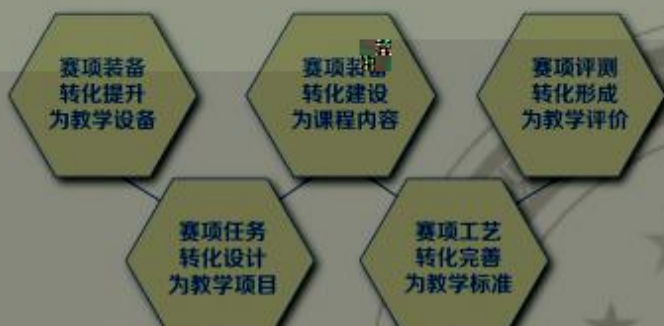 赛项装备
转化提升
为教学设备
赛项装备
转化建设
为课程内容
赛项评测
转化形成
为教学评价
赛项任务
转化设计
为教学项目
赛项工艺
转化完善
为教学标准